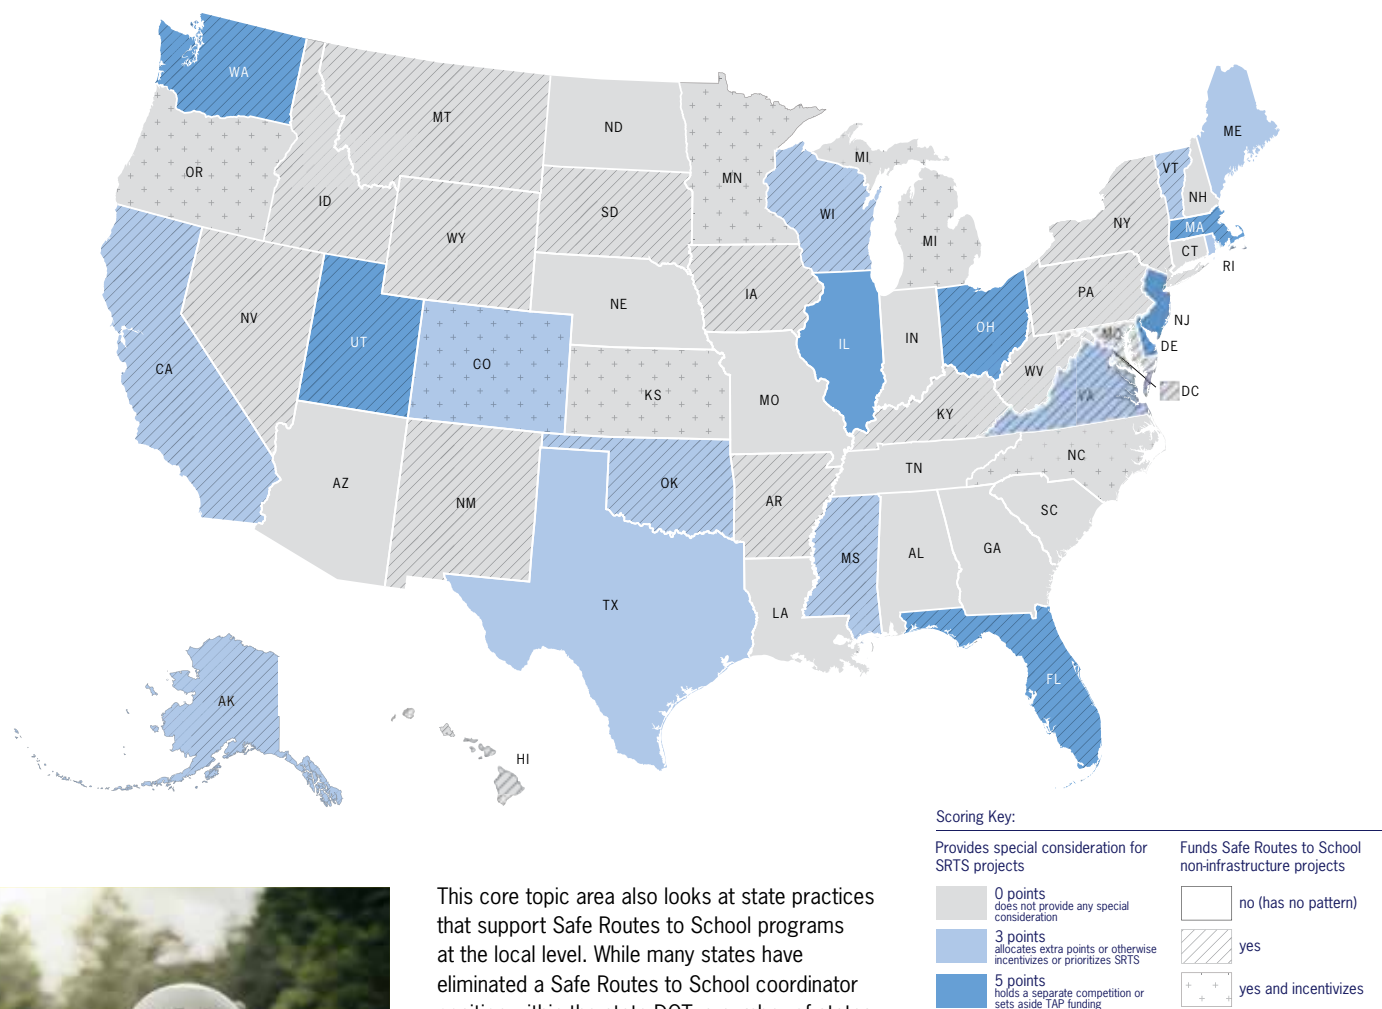 WA
MT
ND
ME
MN
MI
VT
OR
NH
ID
SD
WI
NY
MA
WY
MI
CT
RI
IA
PA
NE
NV
NJ
UT
OH
IN
IL
DE
CO
CA
WV
DC
KS
VA
MO
KY
NC
TN
AZ
OK
NM
AR
SC
GA
MS
AL
TX
LA
FL
AK
HI
Scoring Key:
Provides special consideration for
SRTS projects
0 points
does not provide any special
consideration
3 points
allocates extra points or otherwise
incentivizes or prioritizes SRTS
5 points
holds a separate competition or
sets aside TAP funding
Funds Safe Routes to School
non-infrastructure projects
no (has no pattern)
yes
yes and incentivizes
This core topic area also looks at state practices
that support Safe Routes to School programs
at the local level. While many states have
eliminated a Safe Routes to School coordinator